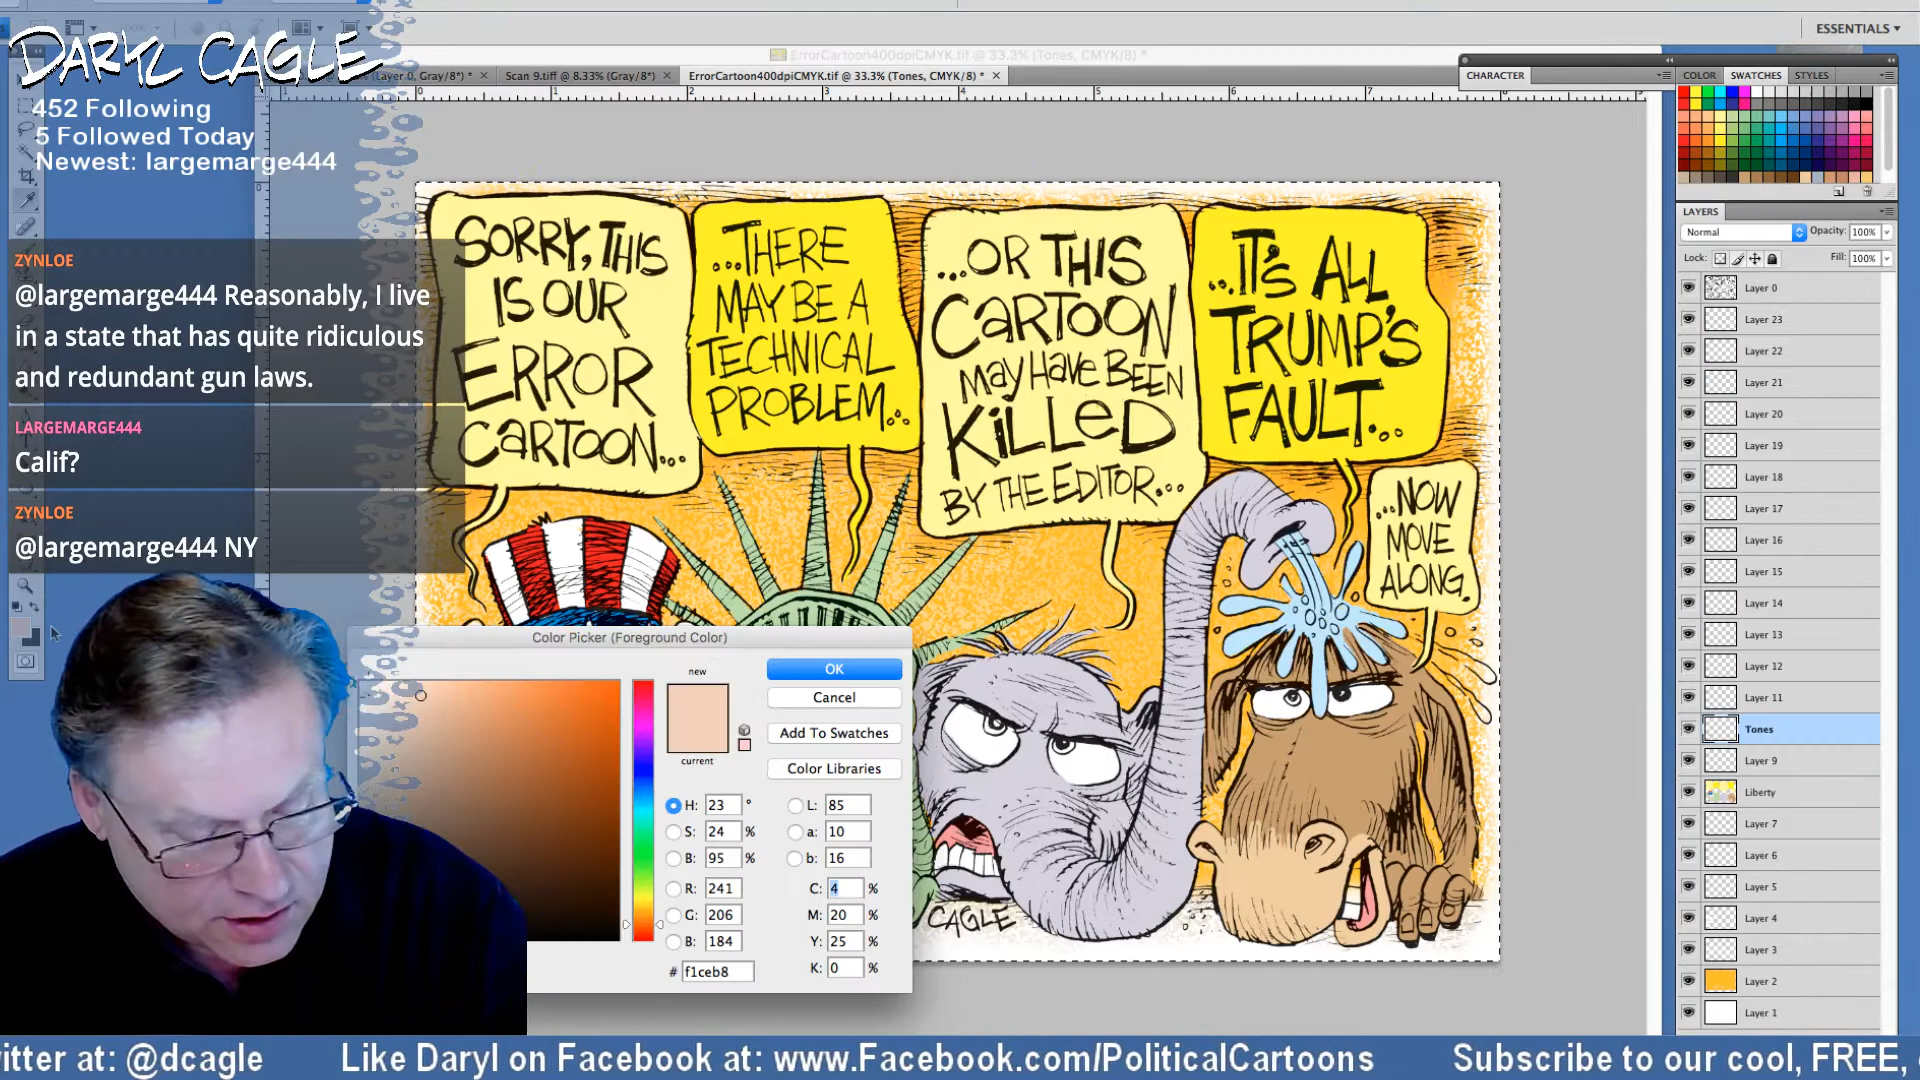 ESSENTIALS
ErrorCartoon400dpiCMYK.tif @ 33.3% (Tones, CMYK/8) *
DARYL CAGLE
(Layer 0, Gray/8*) *
Scan 9.tiff @ 8.33% (Gray/8*)
ErrorCartoon400dpiCMYK.tif @ 33.3% (Tones, CMYK/8) *
CHARACTER
COLOR
SWATCHES
STYLES
452 Following
5 Followed Today
Newest: largemarge444
ZYNLOE
@largemarge444 Reasonably, I live
in a state that has quite ridiculous
and redundant gun laws.
LARGEMARGE444
Calif?
ZYNLOE
@largemarge444 NY
SORRY, THIS
IS OUR
ERROR
CARTOON...
...THERE
MAY BE A
TECHNICAL
PROBLEM...
...OR THIS
CARTOON
MAY HAVE BEEN
KILLED
BY THE EDITOR...
...IT'S ALL
TRUMP'S
FAULT...
...NOW
MOVE
ALONG.
CAGLE
Color Picker (Foreground Color)
new
current
OK
Cancel
Add To Swatches
Color Libraries
H: 23 °
S: 24 %
B: 95 %
R: 241
G: 206
B: 184
# f1ceb8
L: 85
a: 10
b: 16
C: 4 %
M: 20 %
Y: 25 %
K: 0 %
LAYERS
Normal
Opacity: 100%
Lock:
Fill: 100%
Layer 0
Layer 23
Layer 22
Layer 21
Layer 20
Layer 19
Layer 18
Layer 17
Layer 16
Layer 15
Layer 14
Layer 13
Layer 12
Layer 11
Tones
Layer 9
Liberty
Layer 7
Layer 6
Layer 5
Layer 4
Layer 3
Layer 2
Layer 1
witter at: @dcagle Like Daryl on Facebook at: www.Facebook.com/PoliticalCartoons Subscribe to our cool, FREE,